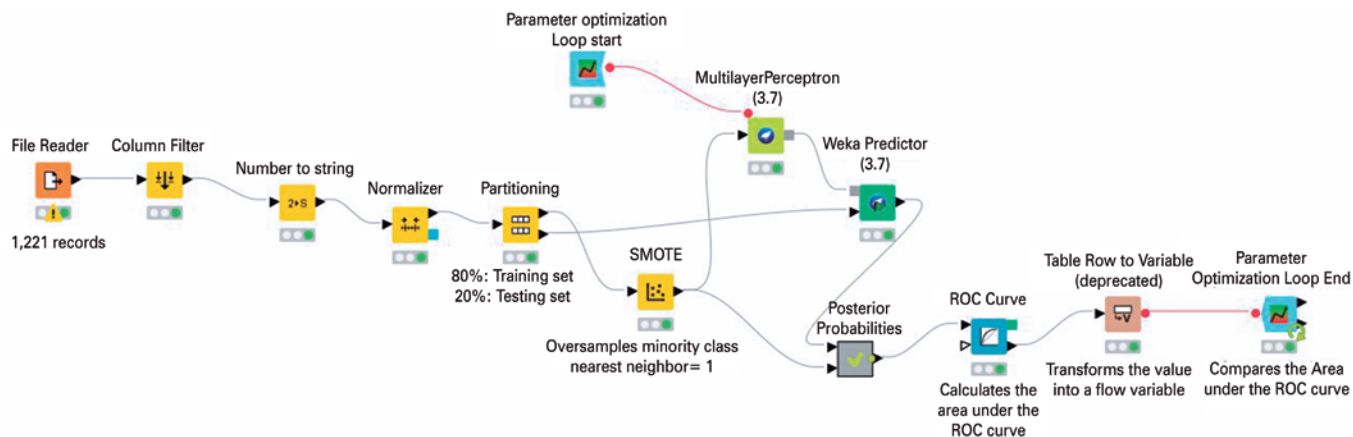 Parameter optimization
Loop start
MultilayerPerceptron
(3.7)
Weka Predictor
(3.7)
File Reader
1,221 records
Column Filter
Number to string
2 S
Normalizer
Partitioning
80%: Training set
20%: Testing set
SMOTE
Oversamples minority class
nearest neighbor= 1
Posterior
Probabilities
ROC Curve
Calculates the
area under the
ROC curve
Table Row to Variable
(deprecated)
V
Transforms the value
into a flow variable
Parameter
Optimization Loop End
Compares the Area
under the ROC curve